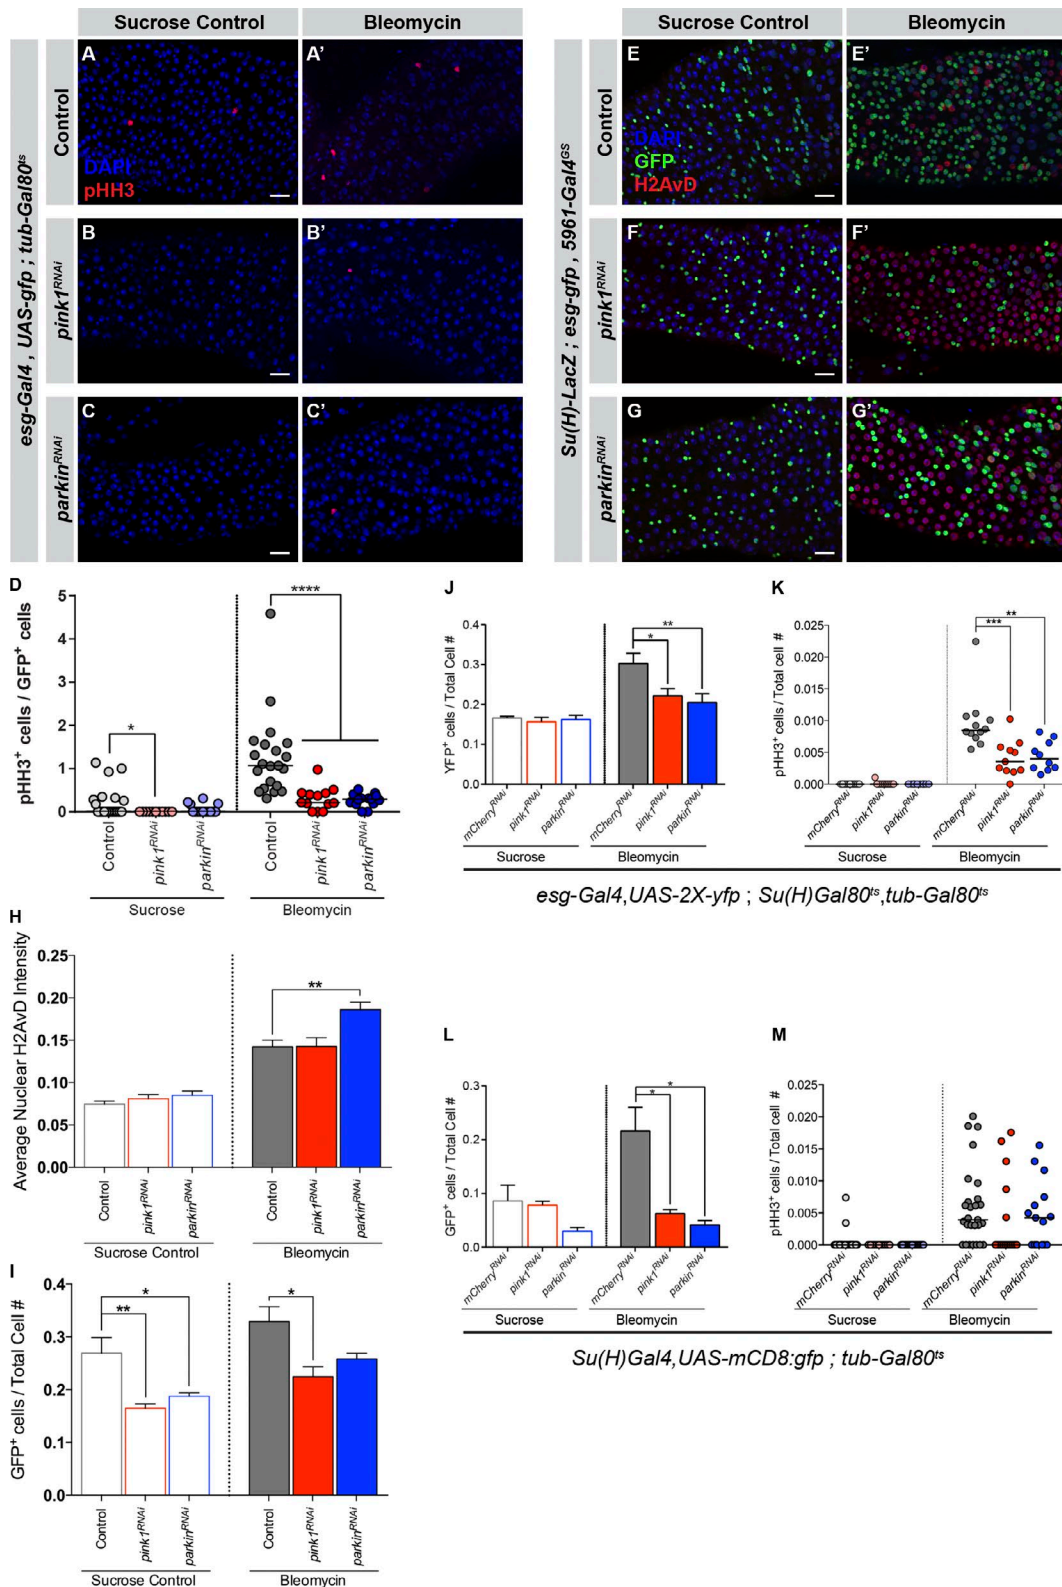 Sucrose Control
Bleomycin
Control
pink1RNAi
parkinRNAi
esg-Gal4 , UAS-gfp ; tub-Gal80ts
A
DAPI
pHH3
A'
B
B'
C
C'
Sucrose Control
Bleomycin
Control
pink1RNAi
parkinRNAi
Su(H)-LacZ ; esg-gfp , 5961-Gal4GS
E
DAPI
GFP
H2AvD
E'
F
F'
G
G'
D
pHH3+ cells / GFP+ cells
5
4
3
2
1
0
*
****
Control
pink1RNAi
parkinRNAi
Control
pink1RNAi
parkinRNAi
Sucrose
Bleomycin
J
YFP+ cells / Total Cell #
0.4
0.3
0.2
0.1
0.0
*
**
mCherryRNAi
pink1RNAi
parkinRNAi
mCherryRNAi
pink1RNAi
parkinRNAi
Sucrose
Bleomycin
K
pHH3+ cells / Total Cell #
0.025
0.020
0.015
0.010
0.005
0.000
***
**
mCherryRNAi
pink1RNAi
parkinRNAi
mCherryRNAi
pink1RNAi
parkinRNAi
Sucrose
Bleomycin
esg-Gal4,UAS-2X-yfp ; Su(H)Gal80ts,tub-Gal80ts
H
Average Nuclear H2AvD Intensity
0.25
0.20
0.15
0.10
0.05
0.00
**
Control
pink1RNAi
parkinRNAi
Control
pink1RNAi
parkinRNAi
Sucrose Control
Bleomycin
L
GFP+ cells / Total Cell #
0.3
0.2
0.1
0.0
*
*
mCherryRNAi
pink1RNAi
parkinRNAi
mCherryRNAi
pink1RNAi
parkinRNAi
Sucrose
Bleomycin
M
pHH3+ cells / Total Cell #
0.025
0.020
0.015
0.010
0.005
0.000
mCherryRNAi
pink1RNAi
parkinRNAi
mCherryRNAi
pink1RNAi
parkinRNAi
Sucrose
Bleomycin
Su(H)Gal4,UAS-mCD8:gfp ; tub-Gal80ts
I
GFP+ cells / Total Cell #
0.4
0.3
0.2
0.1
0.0
**
*
*
Control
pink1RNAi
parkinRNAi
Control
pink1RNAi
parkinRNAi
Sucrose Control
Bleomycin